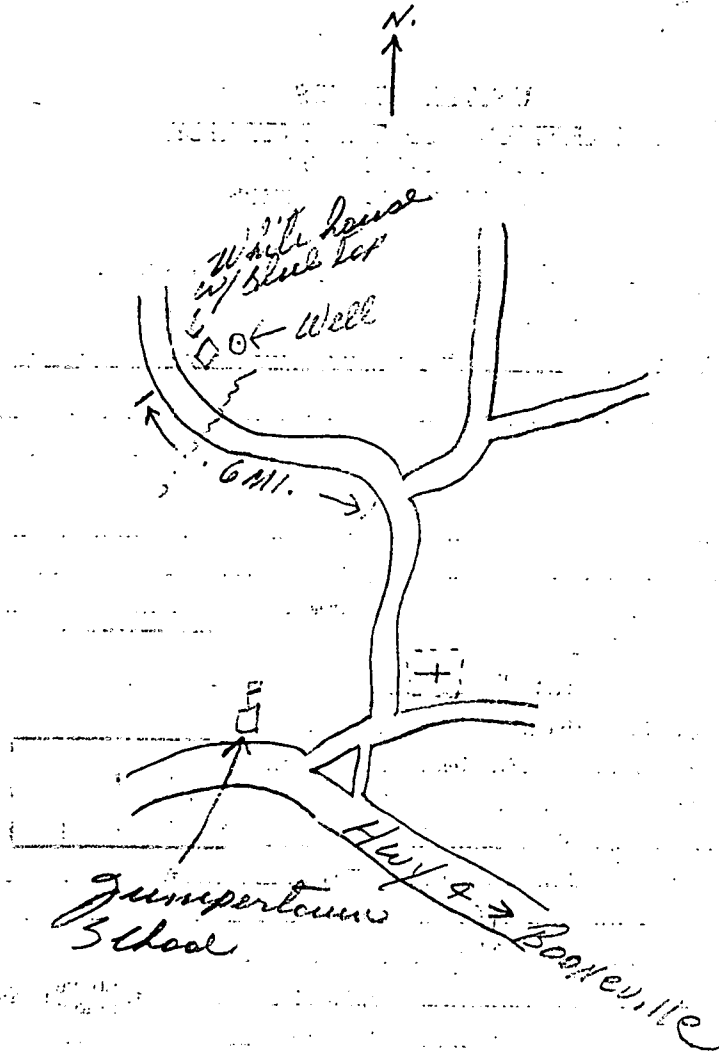 N.
White house
w/ blue top
Well
.6 MI.
Jumpertown
School
Hwy 4 → Booneville